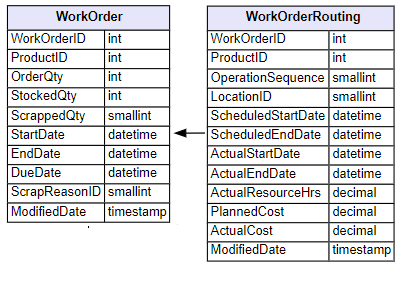 WorkOrder
WorkOrderID int
ProductID int
OrderQty int
StockedQty int
ScrappedQty smallint
StartDate datetime
EndDate datetime
DueDate datetime
ScrapReasonID smallint
ModifiedDate timestamp
WorkOrderRouting
WorkOrderID int
ProductID int
OperationSequence smallint
LocationID smallint
ScheduledStartDate datetime
ScheduledEndDate datetime
ActualStartDate datetime
ActualEndDate datetime
ActualResourceHrs decimal
PlannedCost decimal
ActualCost decimal
ModifiedDate timestamp